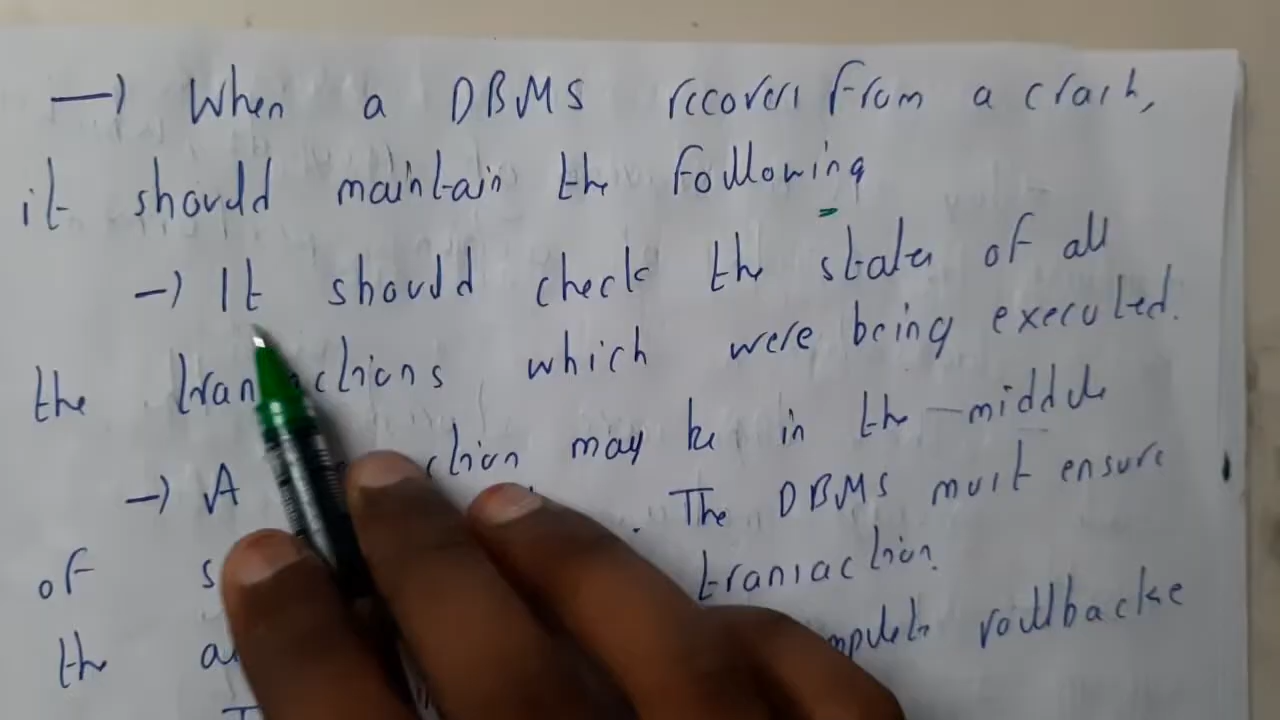 —) When a DBMS recovers from a crash,
it should maintain the following
–) It should check the states of all
the transactions which were being executed.
–) A may be in the middle
of . The DBMS must ensure
the transaction.
rollbacke